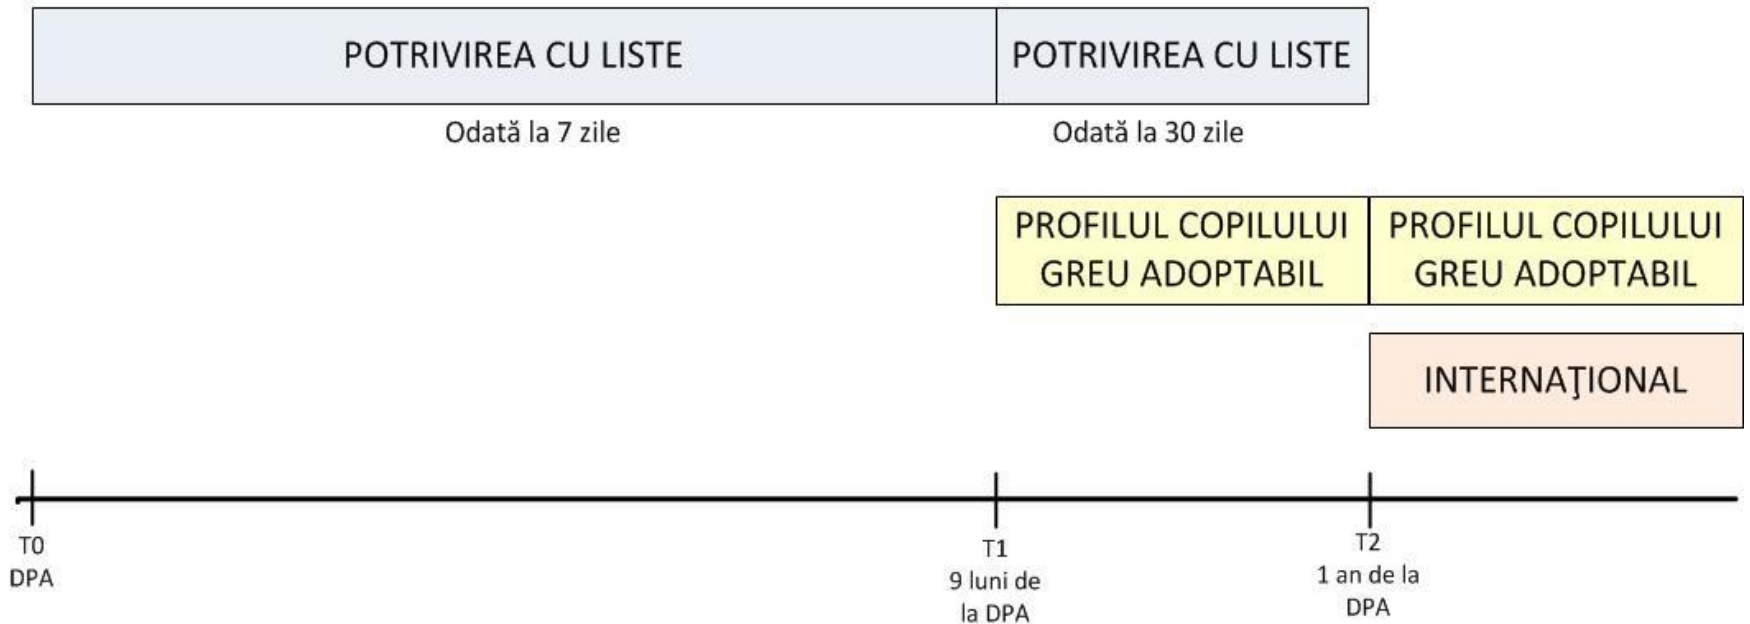 POTRIVIREA CU LISTE
POTRIVIREA CU LISTE
Odată la 7 zile
Odată la 30 zile
PROFILUL COPILULUI
GREU ADOPTABIL
PROFILUL COPILULUI
GREU ADOPTABIL
INTERNAŢIONAL
T0
DPA
T1
9 luni de
la DPA
T2
1 an de la
DPA